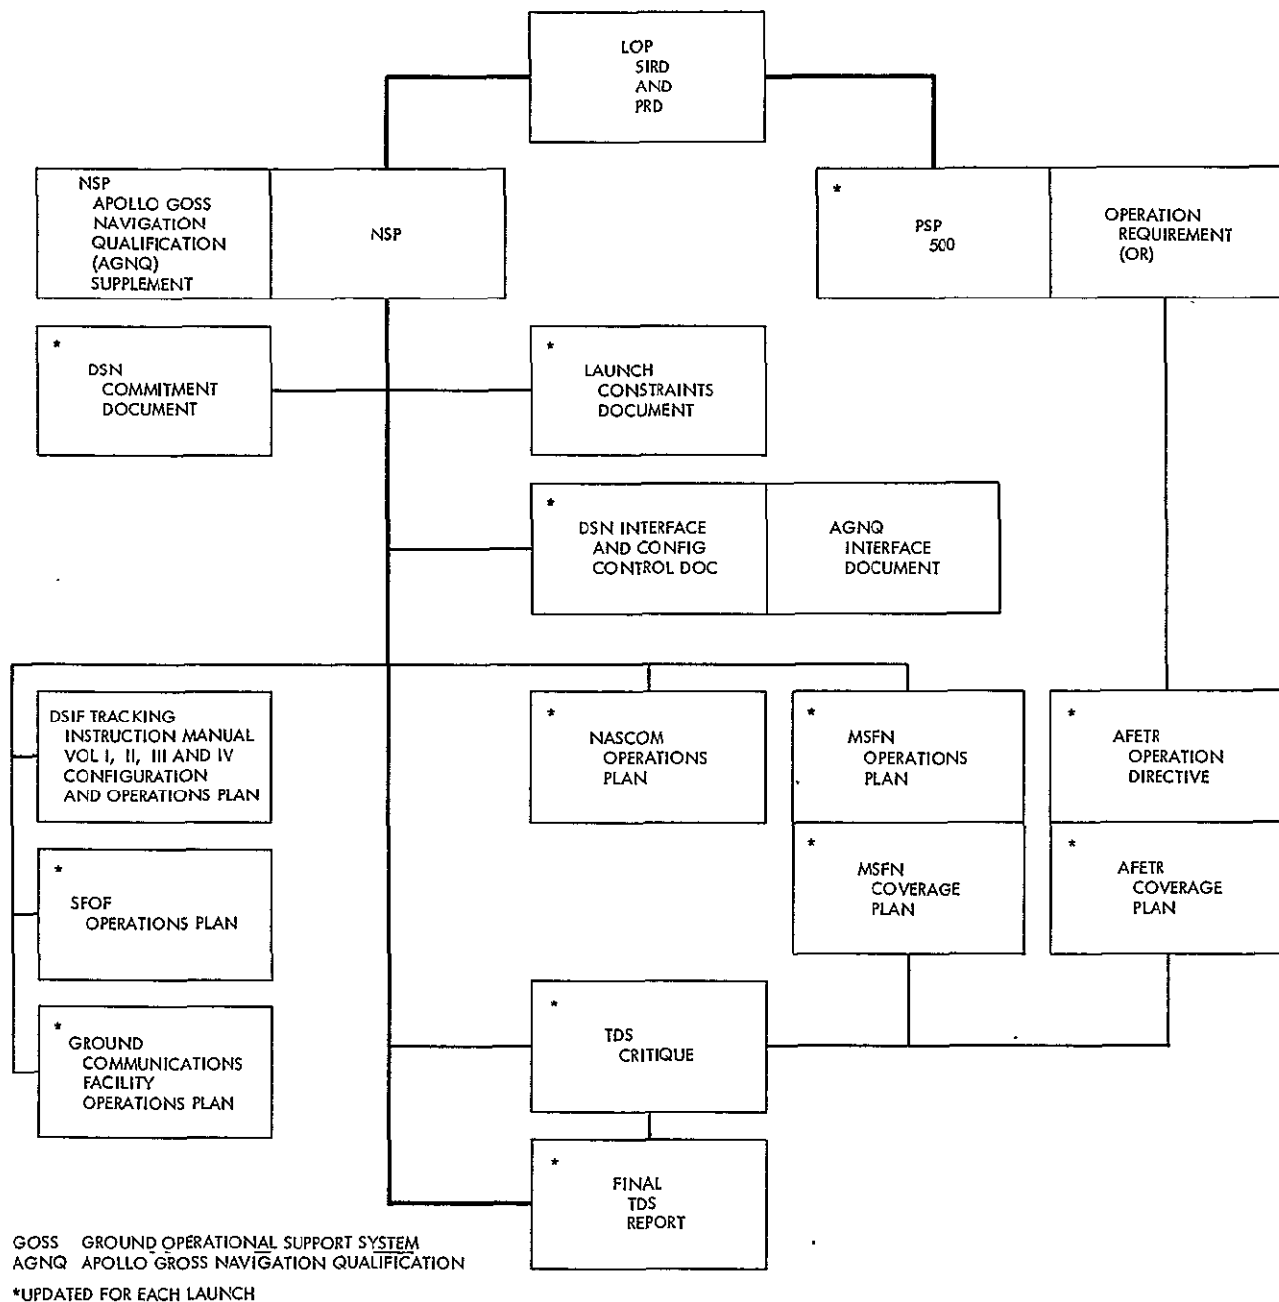 LOP
SIRD
AND
PRD
NSP
APOLLO GOSS
NAVIGATION
QUALIFICATION
(AGNQ)
SUPPLEMENT
NSP
*
PSP
500
OPERATION
REQUIREMENT
(OR)
*
DSN
COMMITMENT
DOCUMENT
*
LAUNCH
CONSTRAINTS
DOCUMENT
*
DSN INTERFACE
AND CONFIG
CONTROL DOC
AGNQ
INTERFACE
DOCUMENT
DSIF TRACKING
INSTRUCTION MANUAL
VOL I, II, III AND IV
CONFIGURATION
AND OPERATIONS PLAN
*
NASCOM
OPERATIONS
PLAN
*
MSFN
OPERATIONS
PLAN
*
AFETR
OPERATION
DIRECTIVE
*
SFOF
OPERATIONS PLAN
*
MSFN
COVERAGE
PLAN
*
AFETR
COVERAGE
PLAN
*
GROUND
COMMUNICATIONS
FACILITY
OPERATIONS PLAN
*
TDS
CRITIQUE
*
FINAL
TDS
REPORT
GOSS GROUND OPERATIONAL SUPPORT SYSTEM
AGNQ APOLLO GROSS NAVIGATION QUALIFICATION
*UPDATED FOR EACH LAUNCH